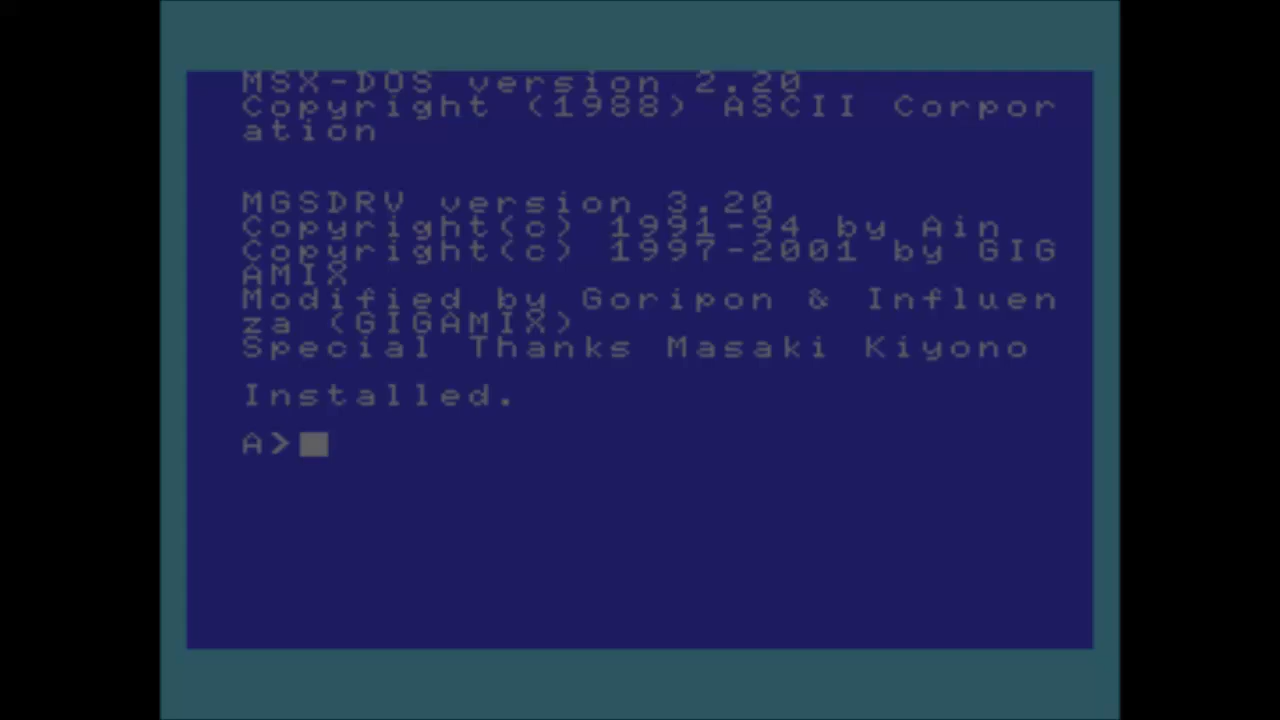 MSX-DOS version 2.20
Copyright (1988) ASCII Corpor
ation
MGSDRV version 3.20
Copyright(c) 1991-94 by Ain
Copyright(c) 1997-2001 by GIG
AMIX
Modified by Goripon & Influen
za (GIGAMIX)
Special Thanks Masaki Kiyono
Installed.
A>